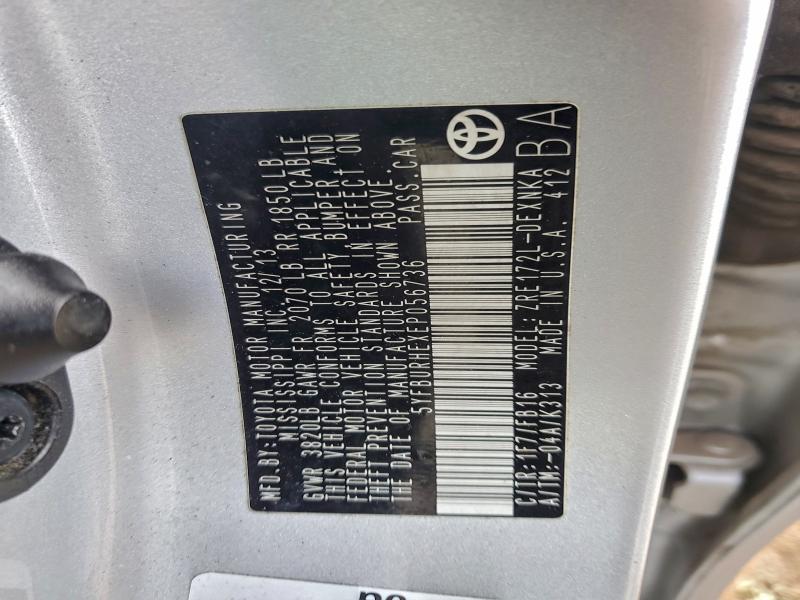 MFD.BY:TOYOTA MOTOR MANUFACTURING
MISSISSIPPI, INC. 12/13
GVWR 3820LB GAWR FR 2070 LB RR 1850 LB
THIS VEHICLE CONFORMS TO ALL APPLICABLE
FEDERAL MOTOR VEHICLE SAFETY, BUMPER AND
THEFT PREVENTION STANDARDS IN EFFECT ON
THE DATE OF MANUFACTURE SHOWN ABOVE.
5YFBURHEXEP056736 PASS.CAR
C/TR:1F7/FB16 MODEL: ZRE172L-DEXNKA
A/TM:-04A/K313 MADE IN U.S.A. 412 BA